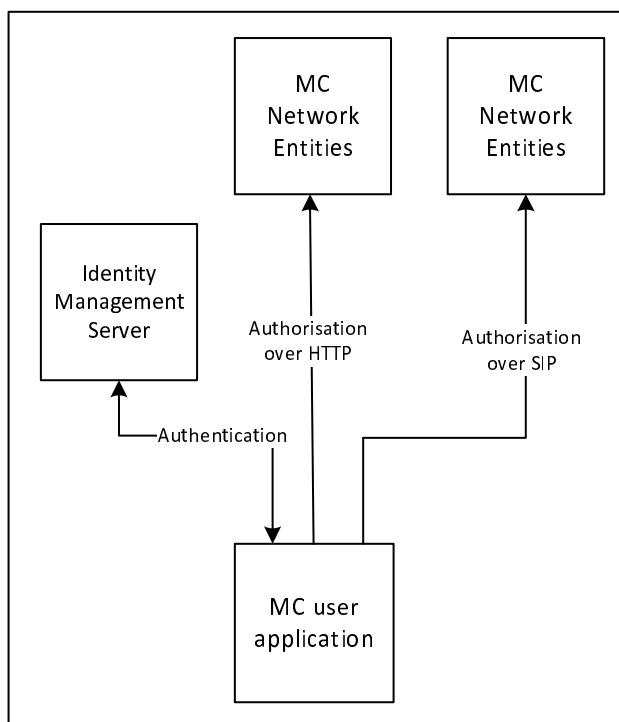 MC
Network
Entities
MC
Network
Entities
Identity
Management
Server
Authorisation
over HTTP
Authorisation
over SIP
Authentication
MC user
application